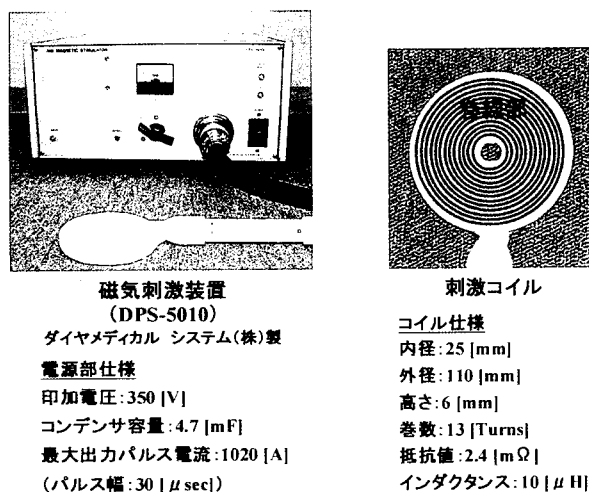 磁気刺激装置
(DPS-5010)
ダイヤメディカル システム(株)製
電源部仕様
印加電圧:350 [V]
コンデンサ容量:4.7 [mF]
最大出力パルス電流:1020 [A]
(パルス幅:30 [μsec])
巻線部
刺激コイル
コイル仕様
内径:25 [mm]
外径:110 [mm]
高さ:6 [mm]
巻数:13 [Turns]
抵抗値:2.4 [mΩ]
インダクタンス:10 [μH]